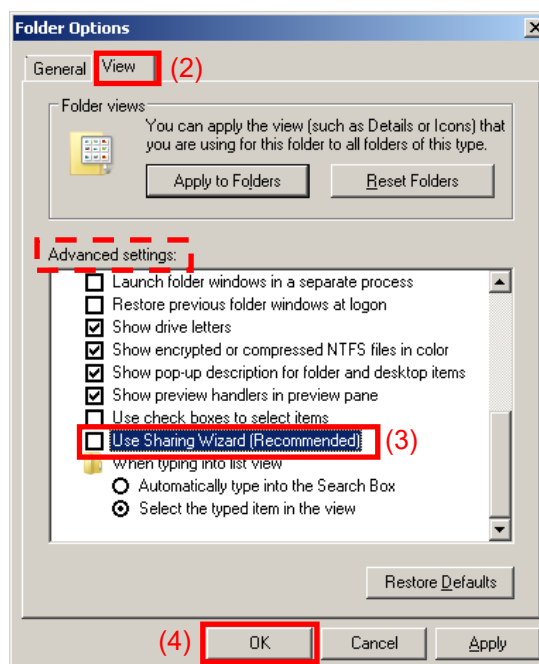 Folder Options
General View (2)
Folder views
You can apply the view (such as Details or Icons) that
you are using for this folder to all folders of this type.
Apply to Folders Reset Folders
Advanced settings:
Launch folder windows in a separate process
Restore previous folder windows at logon
Show drive letters
Show encrypted or compressed NTFS files in color
Show pop-up description for folder and desktop items
Show preview handlers in preview pane
Use check boxes to select items
Use Sharing Wizard (Recommended) (3)
When typing into list view
Automatically type into the Search Box
Select the typed item in the view
Restore Defaults
(4) OK Cancel Apply